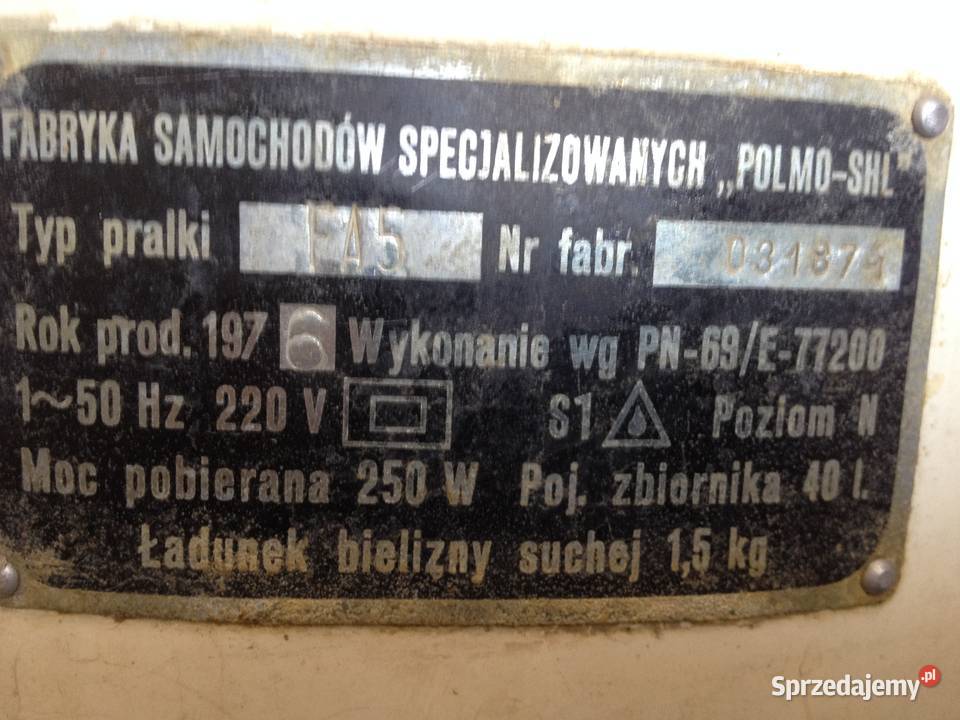 FABRYKA SAMOCHODÓW SPECJALIZOWANYCH „POLMO-SHL
Typ pralki FA5 Nr fabr. 031874
Rok prod. 1976 Wykonanie wg PN-69/E-77200
1~50 Hz 220 V S1 Poziom N
Moc pobierana 250 W Poj. zbiornika 40 l.
Ładunek bielizny suchej 1,5 kg
Sprzedajemy.pl